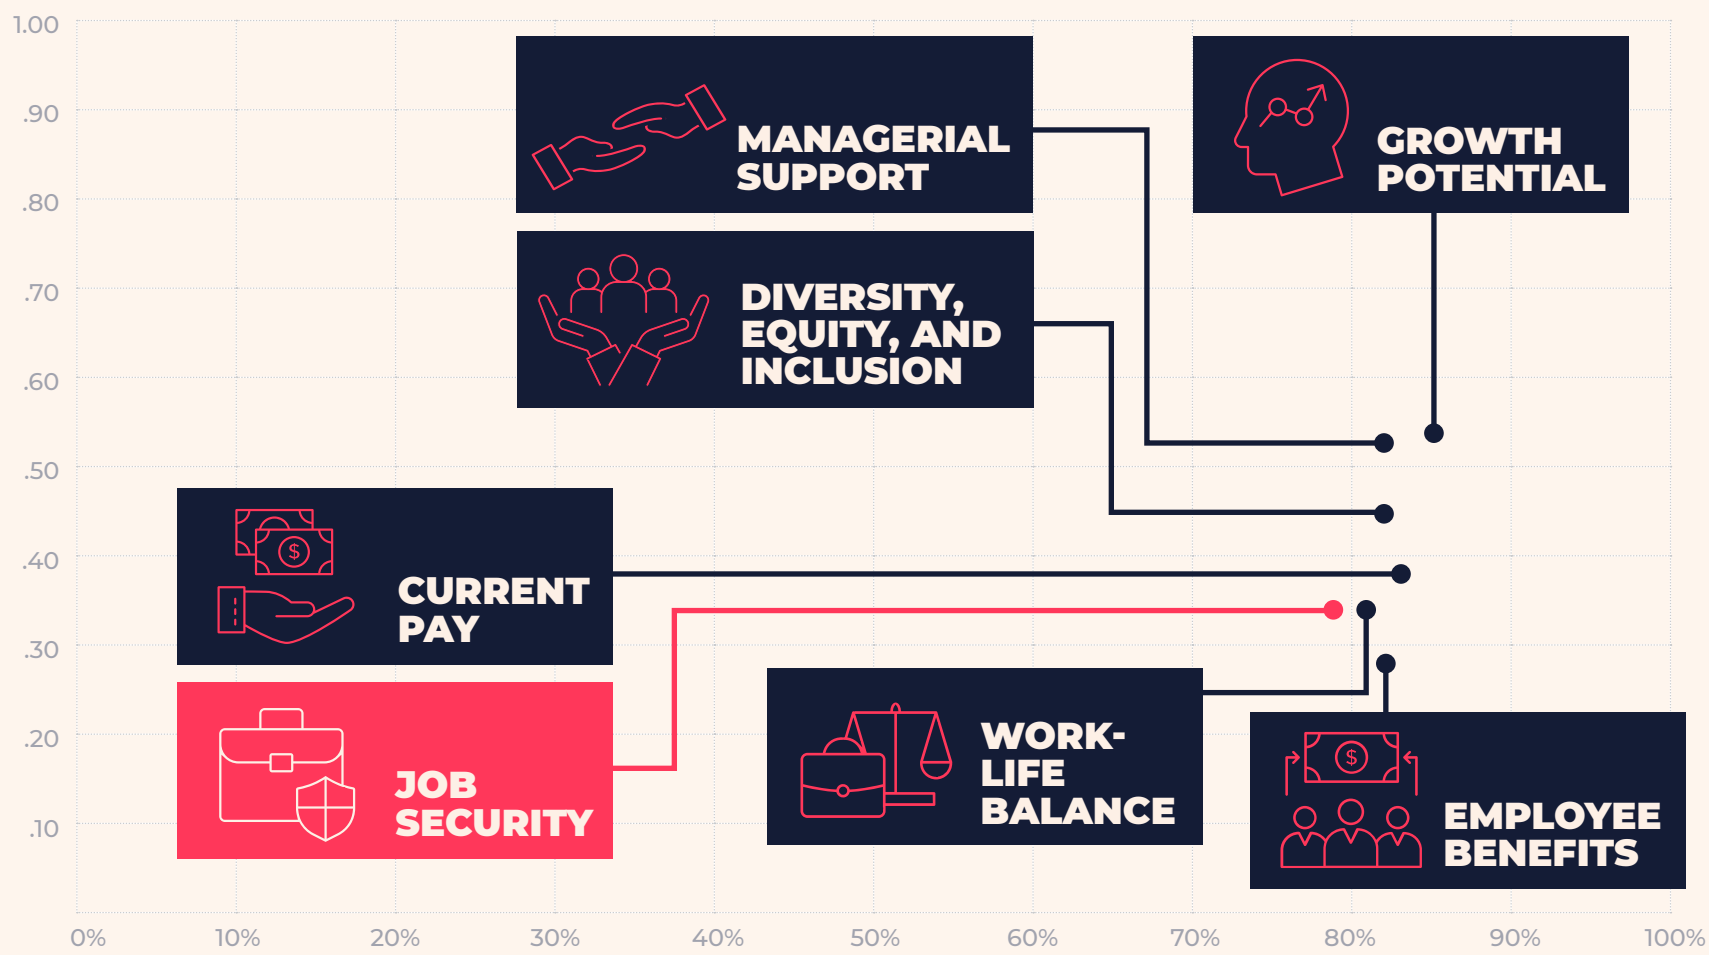 1.00
.90
.80
.70
.60
.50
.40
.30
.20
.10
MANAGERIAL
SUPPORT
GROWTH
POTENTIAL
DIVERSITY,
EQUITY, AND
INCLUSION
$
CURRENT
PAY
JOB
SECURITY
WORK-
LIFE
BALANCE
$
EMPLOYEE
BENEFITS
0% 10% 20% 30% 40% 50% 60% 70% 80% 90% 100%